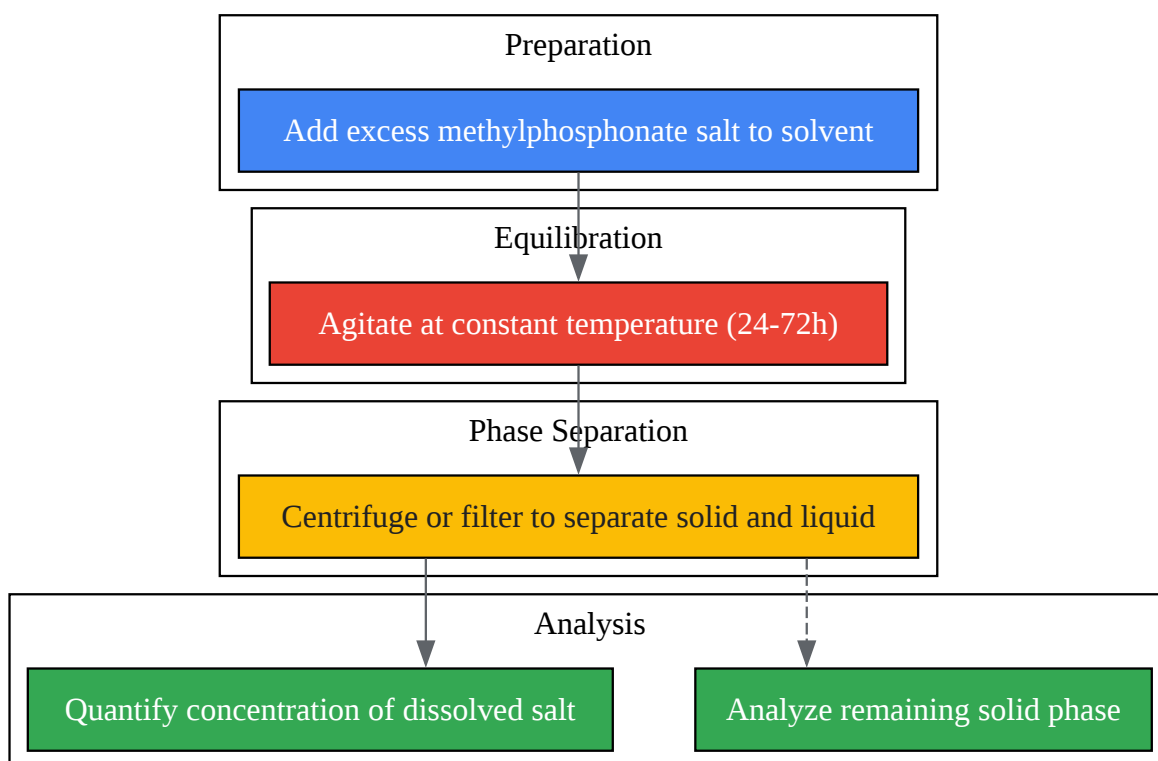 Preparation
Add excess methylphosphonate salt to solvent
Equilibration
Agitate at constant temperature (24-72h)
Phase Separation
Centrifuge or filter to separate solid and liquid
Analysis
Quantify concentration of dissolved salt
Analyze remaining solid phase